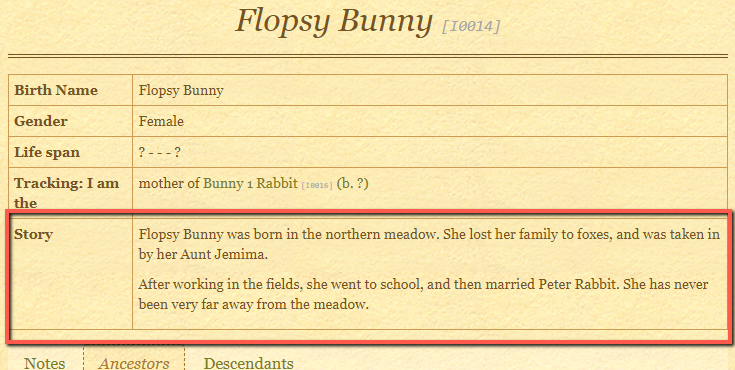 Flopsy Bunny [I0014]
Birth Name Flopsy Bunny
Gender Female
Life span ? - - - ?
Tracking: I am mother of Bunny 1 Rabbit [I0016] (b. ?)
the
Story Flopsy Bunny was born in the northern meadow. She lost her family to foxes, and was taken in
by her Aunt Jemima.
After working in the fields, she went to school, and then married Peter Rabbit. She has never
been very far away from the meadow.
Notes Ancestors Descendants